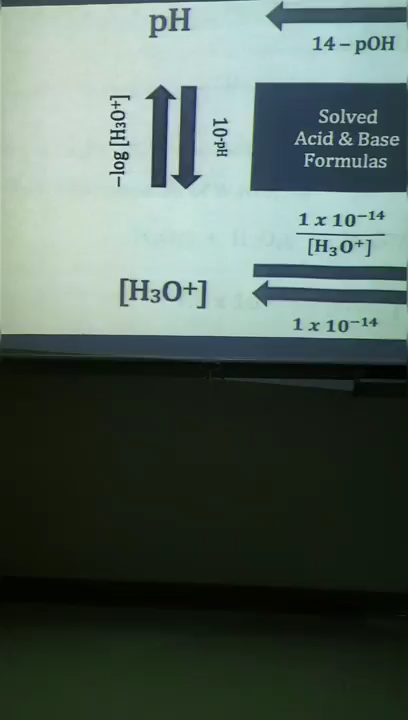 pH
14 – pOH
–log [H3O+]
10-pH
Solved
Acid & Base
Formulas
1 x 10−14
[H3O+]
[H3O+]
1 x 10−14